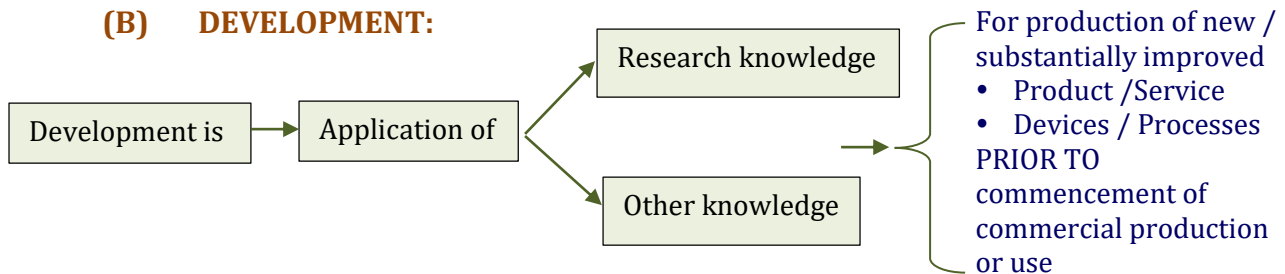 (B) DEVELOPMENT:
Development is
Application of
Research knowledge
Other knowledge
For production of new /
substantially improved
• Product /Service
• Devices / Processes
PRIOR TO
commencement of
commercial production
or use